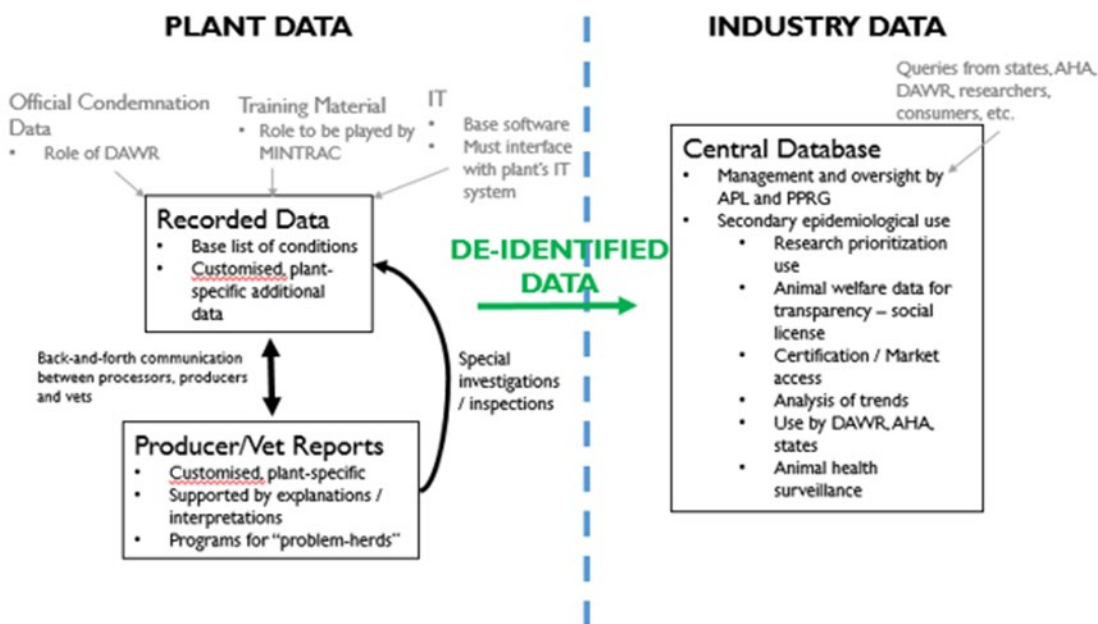 PLANT DATA
INDUSTRY DATA
Official Condemnation
Data
• Role of DAWR
Training Material
• Role to be played by
MINTRAC
IT
• Base software
• Must interface
with plant's IT
system
Recorded Data
• Base list of conditions
• Customised, plant-
specific additional
data
Back-and-forth communication
between processors, producers
and vets
Special
investigations
/ inspections
Producer/Vet Reports
• Customised, plant-specific
• Supported by explanations /
interpretations
• Programs for "problem-herds"
DE-IDENTIFIED
DATA
Queries from states, AHA,
DAWR, researchers,
consumers, etc.
Central Database
• Management and oversight by
APL and PPRG
• Secondary epidemiological use
• Research prioritization
use
• Animal welfare data for
transparency – social
license
• Certification / Market
access
• Analysis of trends
• Use by DAWR, AHA,
states
• Animal health
surveillance